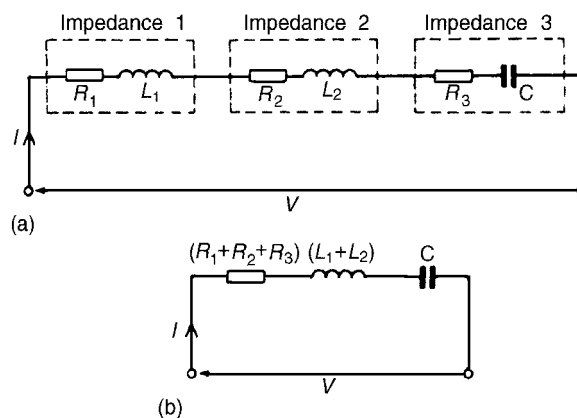 Impedance 1 Impedance 2 Impedance 3
R₁ L₁ R₂ L₂ R₃ C
I
V
(a)
(R₁+R₂+R₃) (L₁+L₂) C
I
V
(b)